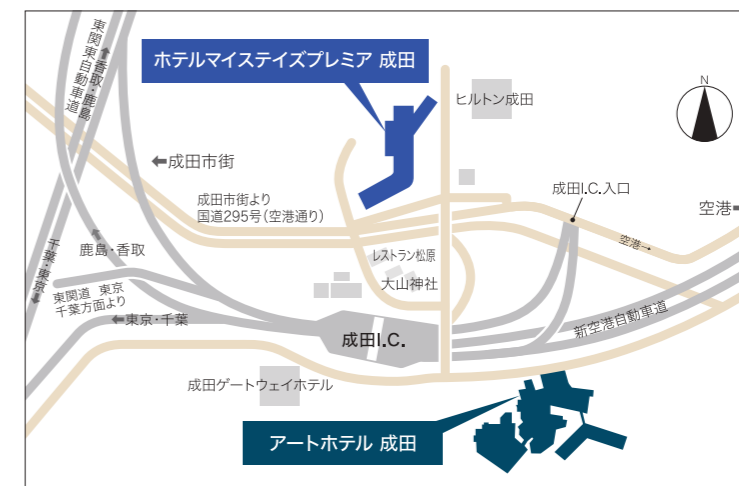 東関東自動車道
香取・鹿島
ホテルマイステイズプレミア 成田
ヒルトン成田
N
成田市街
成田市街より
国道295号(空港通り)
成田I.C.入口
空港
空港→
鹿島・香取
千葉・東京
東関道 東京
千葉方面より
東京・千葉
レストラン松原
大山神社
成田I.C.
新空港自動車道
成田ゲートウェイホテル
アートホテル 成田